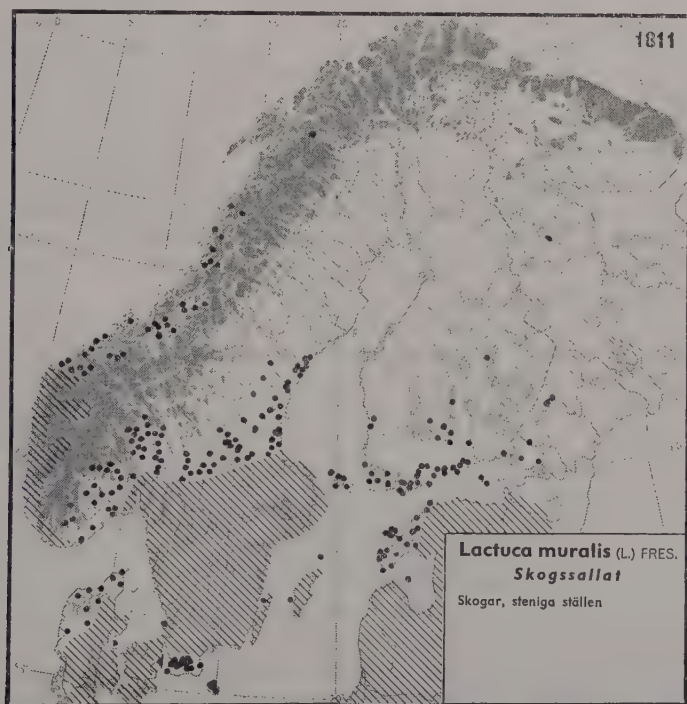 1811
Lactuca muralis (L.) FRES.
Skogssallat
Skogar, steniga ställen